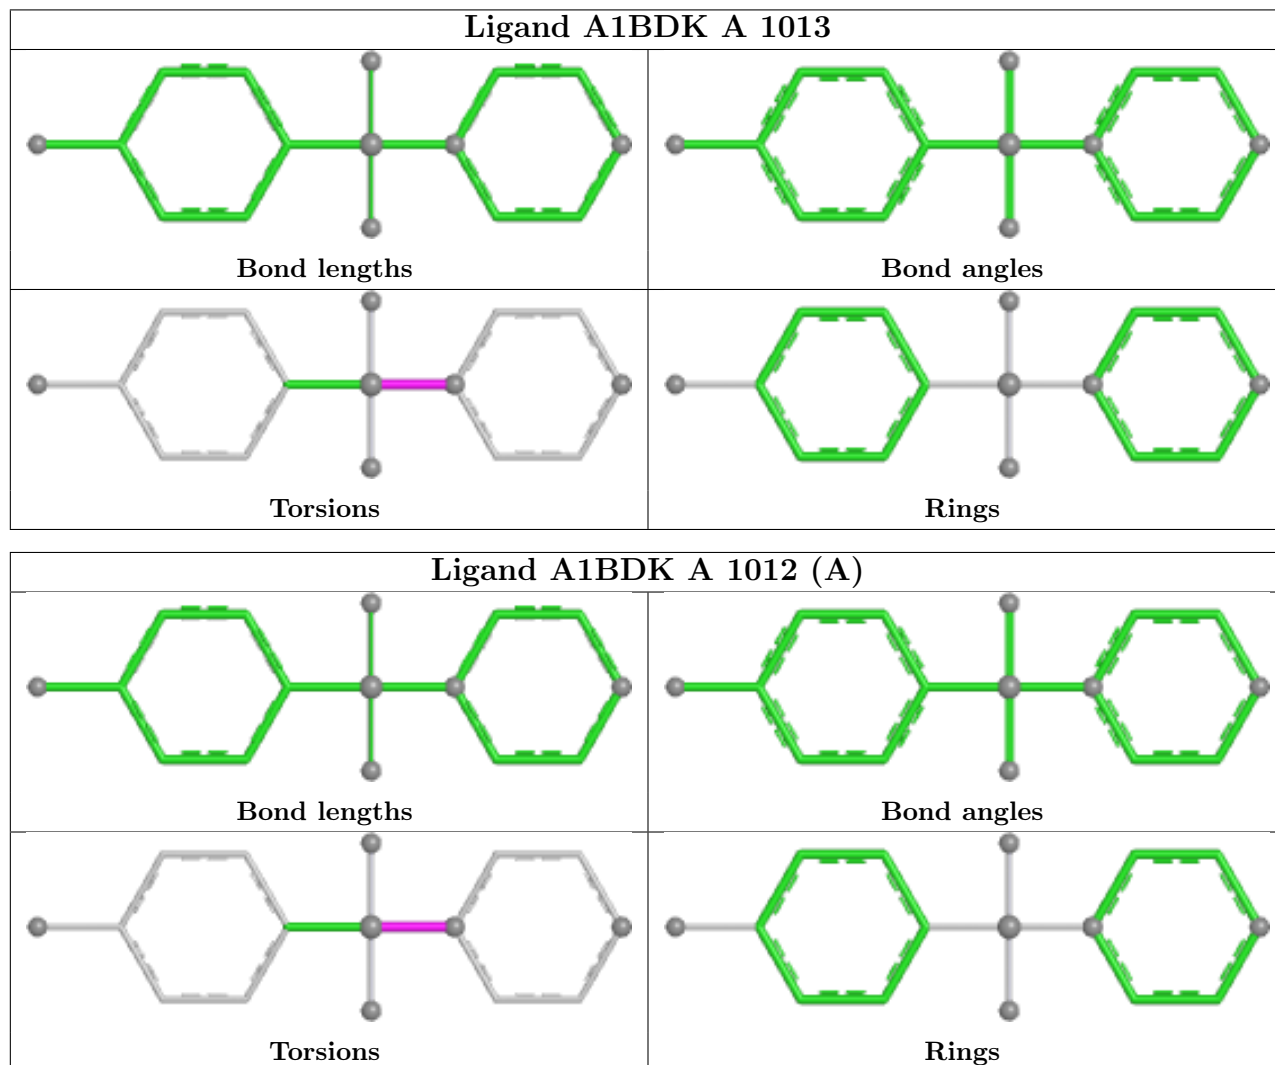 Ligand A1BDK A 1013
Bond lengths
Bond angles
Torsions
Rings
Ligand A1BDK A 1012 (A)
Bond lengths
Bond angles
Torsions
Rings